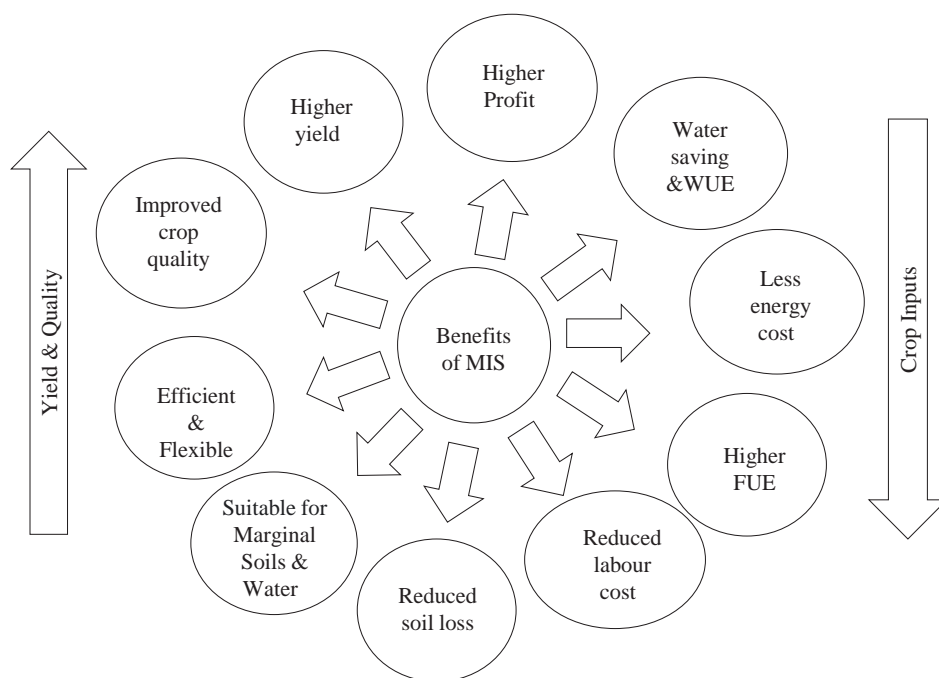 Higher
Profit
Higher
yield
Water
saving
&WUE
Improved
crop
quality
Less
energy
cost
Yield & Quality
Benefits
of MIS
Crop Inputs
Efficient
&
Flexible
Higher
FUE
Suitable for
Marginal
Soils &
Water
Reduced
labour
cost
Reduced
soil loss